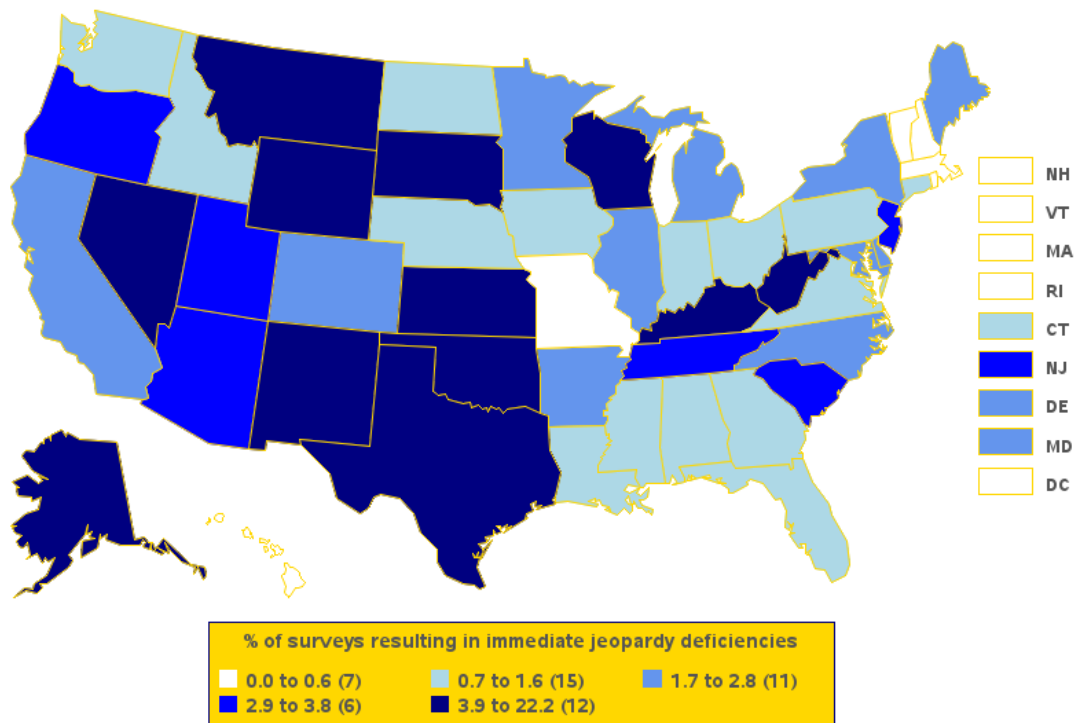 NH
VT
MA
RI
CT
NJ
DE
MD
DC
% of surveys resulting in immediate jeopardy deficiencies
0.0 to 0.6 (7) 0.7 to 1.6 (15) 1.7 to 2.8 (11)
2.9 to 3.8 (6) 3.9 to 22.2 (12)